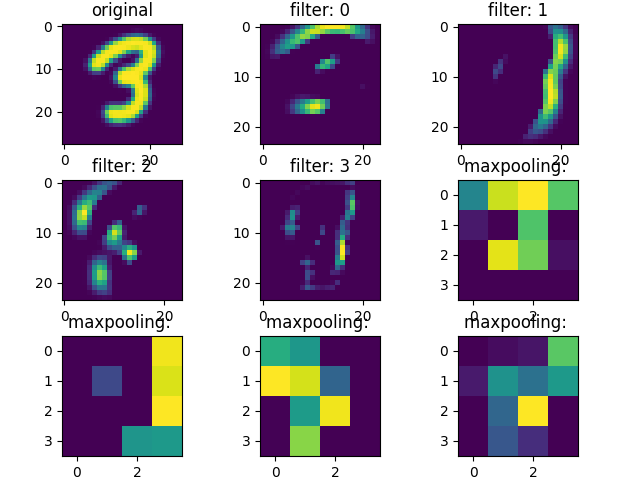 original filter: 0 filter: 1
0 0 0
10 10 10
20 20 20
0 20 0 20 0 20
filter: 2 filter: 3 maxpooling:
0 0 0
10 10 1
20 20 2
3
0 20 0 20 0 2
maxpooling: maxpooling: maxpooling:
0 0 0
1 1 1
2 2 2
3 3 3
0 2 0 2 0 2